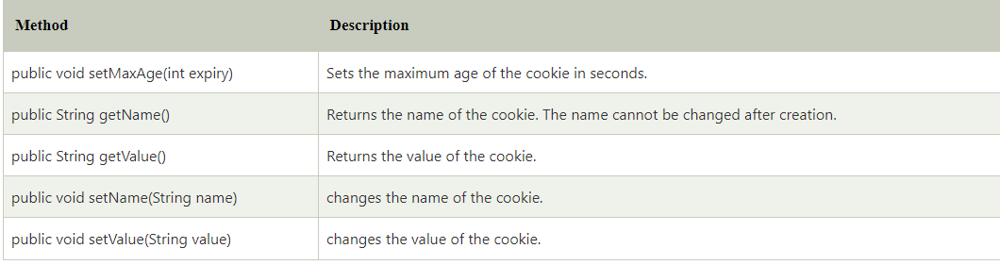 Method Description
public void setMaxAge(int expiry) Sets the maximum age of the cookie in seconds.
public String getName() Returns the name of the cookie. The name cannot be changed after creation.
public String getValue() Returns the value of the cookie.
public void setName(String name) changes the name of the cookie.
public void setValue(String value) changes the value of the cookie.